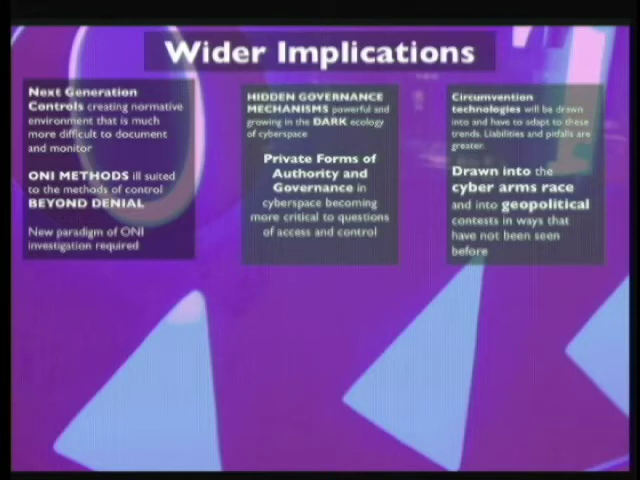 Wider Implications
Next Generation
Controls creating normative
environment that is much
more difficult to document
and monitor
ONI METHODS ill suited
to the methods of control
BEYOND DENIAL
New paradigm of ONI
investigation required
HIDDEN GOVERNANCE
MECHANISMS powerful and
growing in the DARK ecology
of cyberspace
Private Forms of
Authority and
Governance in
cyberspace becoming
more critical to questions
of access and control
Circumvention
technologies will be drawn
into and have to adapt to these
trends. Liabilities and pitfalls are
greater.
Drawn into the
cyber arms race
and into geopolitical
contests in ways that
have not been seen
before